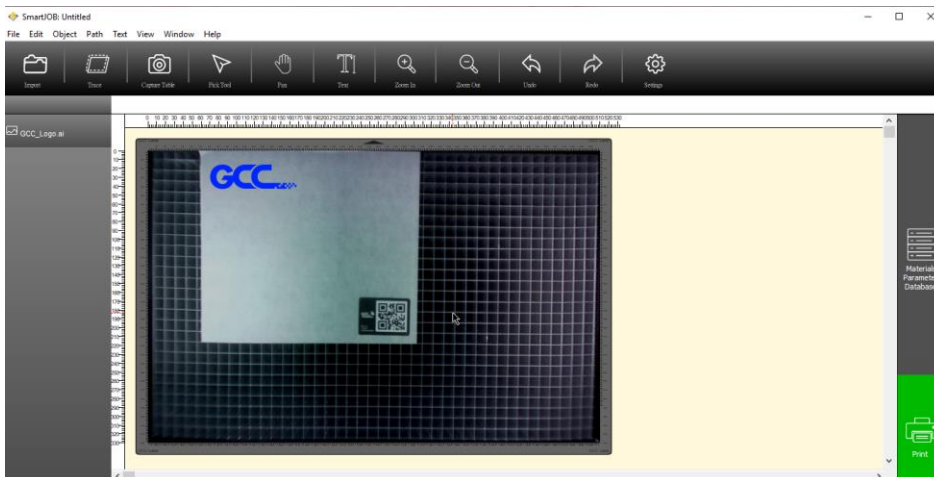 SmartJOB: Untitled
File Edit Object Path Text View Window Help
Import Trace Capture Table Pick Tool Pan Text Zoom In Zoom Out Undo Redo Settings
GCC_Logo.ai
GCC
Materials
Parameter
Database
Print